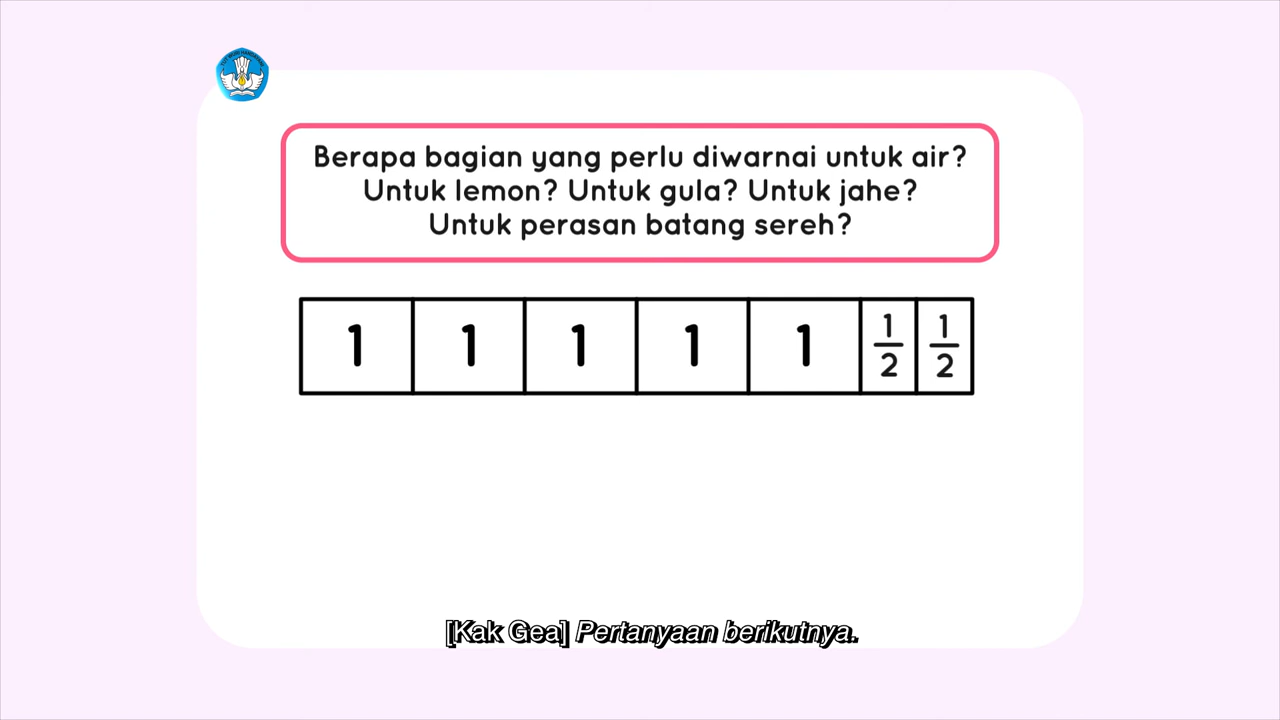 Berapa bagian yang perlu diwarnai untuk air?
Untuk lemon? Untuk gula? Untuk jahe?
Untuk perasan batang sereh?
1 1 1 1 1 1/2 1/2
[Kak Gea] Pertanyaan berikutnya.